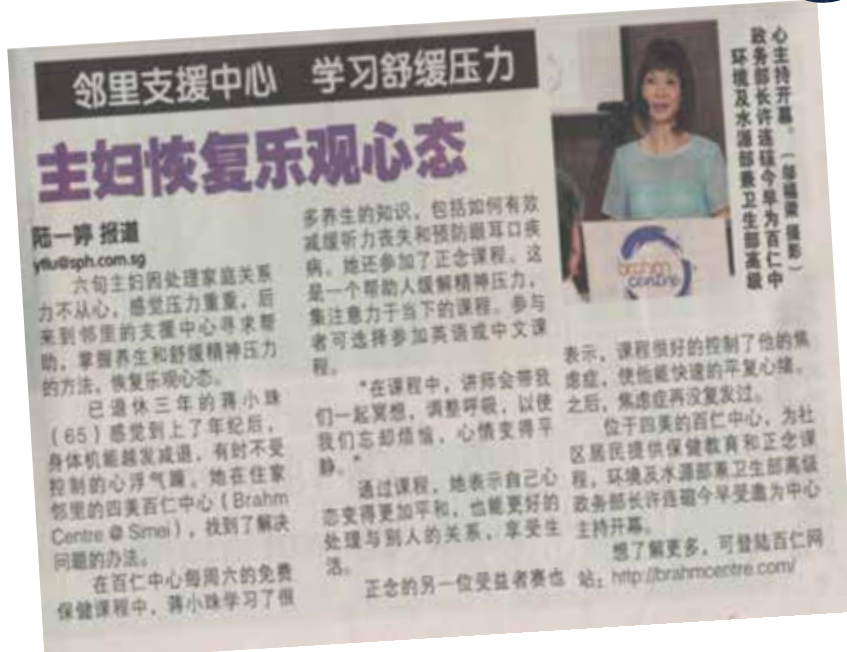 邻里支援中心 学习舒缓压力
主妇恢复乐观心态
陆一婷 报道
yflu@sph.com.sg
六旬主妇因处理家庭关系
力不从心，感觉压力重重，后
来到邻里的支援中心寻求帮
助，掌握养生和舒缓精神压力
的方法，恢复乐观心态。
已退休三年的蒋小珠
（65）感觉到上了年纪后，
身体机能越发减退，有时不受
控制的心浮气躁。她在住家
邻里的四美百仁中心（Brahm
Centre @ Simei），找到了解决
问题的办法。
在百仁中心每周六的免费
保健课程中，蒋小珠学习了很
多养生的知识，包括如何有效
减缓听力丧失和预防眼耳口疾
病。她还参加了正念课程。这
是一个帮助人缓解精神压力，
集注意力于当下的课程。参与
者可选择参加英语或中文课
程。
“在课程中，讲师会带我
们一起冥想，调整呼吸，以使
我们忘却烦恼，心情变得平
静。”
通过课程，她表示自己心
态变得更加平和，也能更好的
处理与别人的关系，享受生
活。
正念的另一位受益者赛也
brahm
centre
环境及水源部兼卫生部高级
政务部长许连碹今早为百仁中
心主持开幕。（邬福梁 摄影）
表示，课程很好的控制了他的焦
虑症，使他能快速的平复心绪。
之后，焦虑症再没复发过。
位于四美的百仁中心，为社
区居民提供保健教育和正念课
程，环境及水源部兼卫生部高级
政务部长许连碹今早受邀为中心
主持开幕。
想了解更多，可登陆百仁网
站：http://brahmcentre.com/